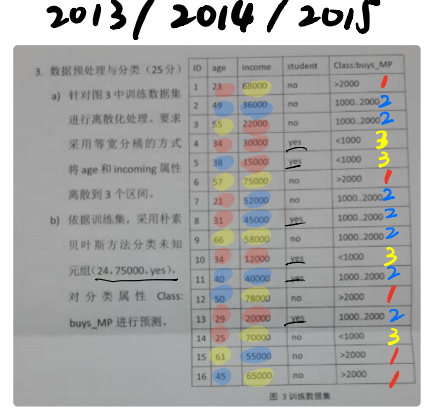 2013/2014/2015
3. 数据预处理与分类（25分）
a) 针对图 3 中训练数据集
进行离散化处理。要求
采用等宽分桶的方式
将 age 和 incoming 属性
离散到 3 个区间。
b) 依据训练集，采用朴素
贝叶斯方法分类未知
元组(24,75000,yes)，
对分类属性 Class:
buys_MP 进行预测。
ID age income student Class:buys_MP
1 23 68000 no >2000 1
2 49 36000 no 1000..2000 2
3 55 22000 no 1000..2000 2
4 34 30000 yes <1000 3
5 38 15000 yes <1000 3
6 57 75000 no >2000 1
7 21 52000 no 1000..2000 2
8 31 45000 yes 1000..2000 2
9 66 58000 no 1000..2000 2
10 34 12000 yes <1000 3
11 40 40000 yes 1000..2000 2
12 50 78000 no >2000 1
13 29 20000 yes 1000..2000 2
14 25 70000 no <1000 3
15 61 55000 no >2000 1
16 45 65000 no >2000 1
图 3 训练数据集